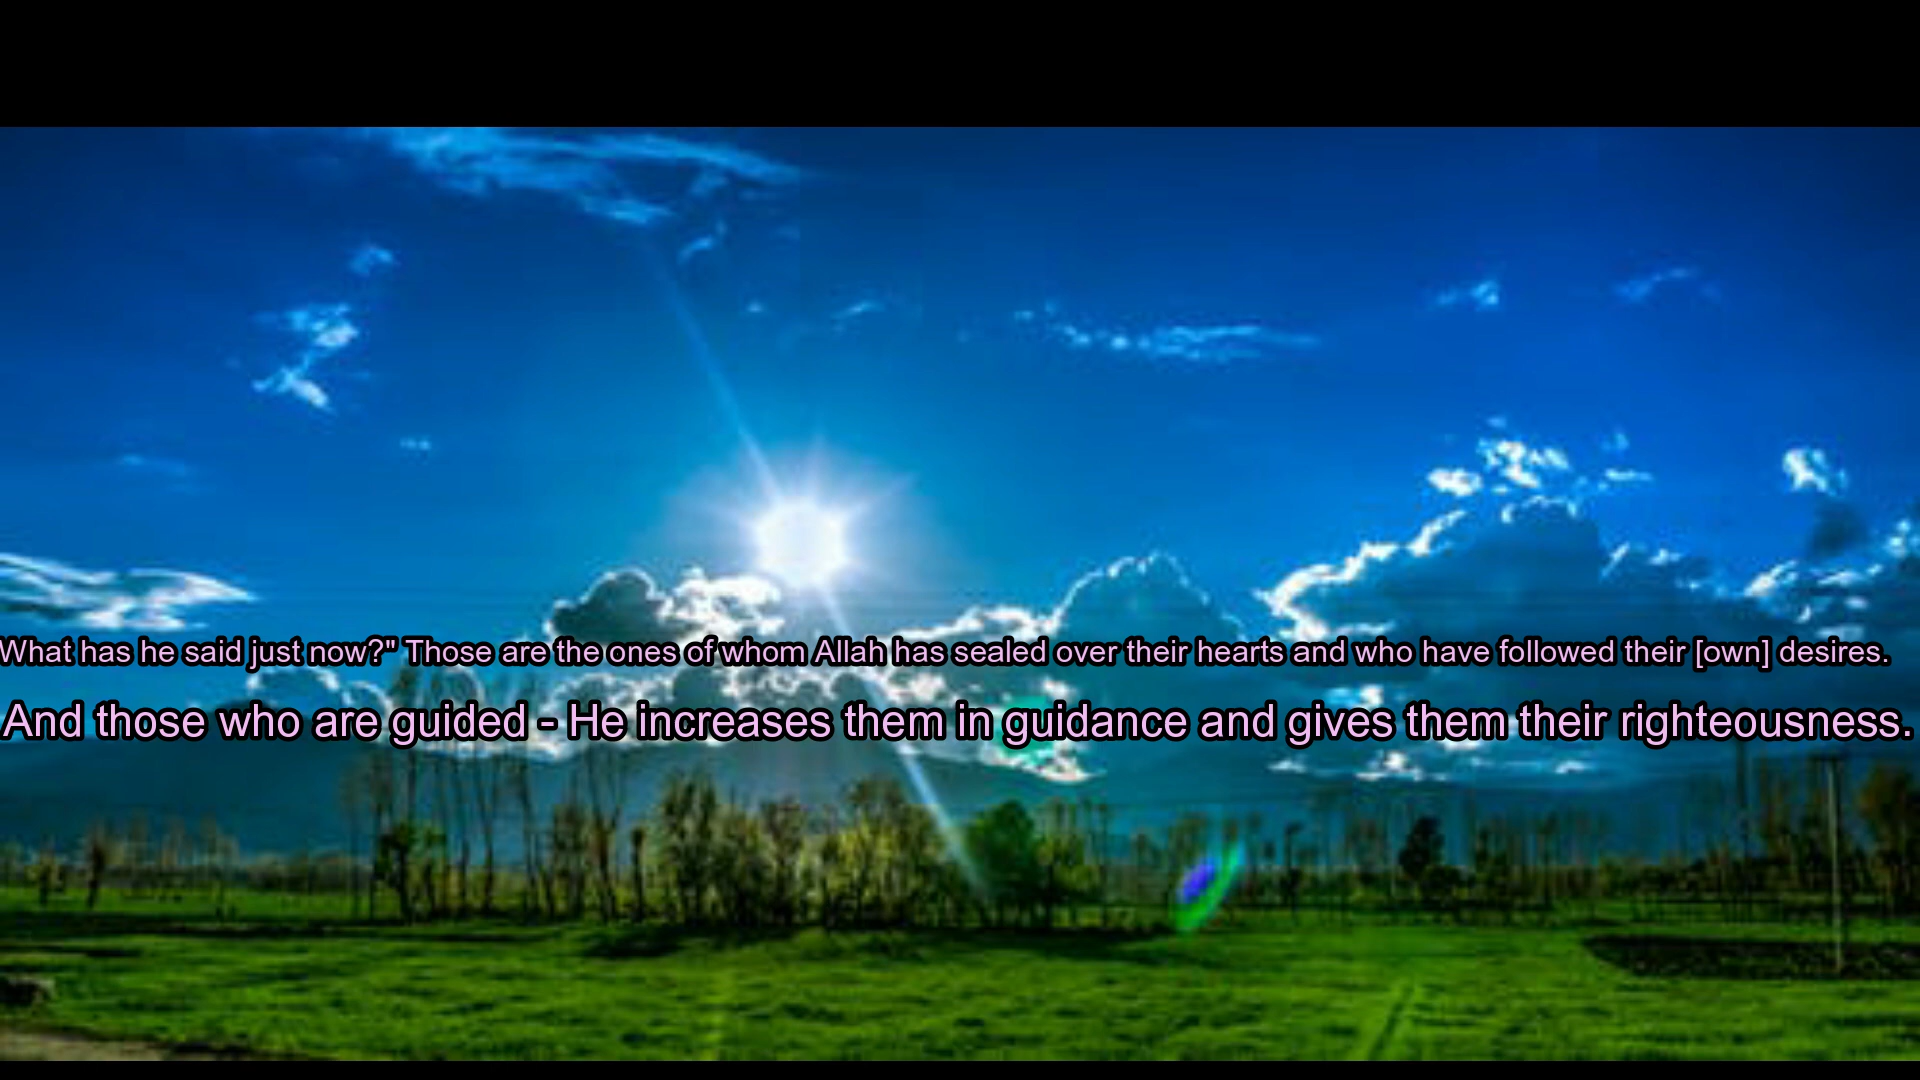 What has he said just now?" Those are the ones of whom Allah has sealed over their hearts and who have followed their [own] desires.
And those who are guided - He increases them in guidance and gives them their righteousness.